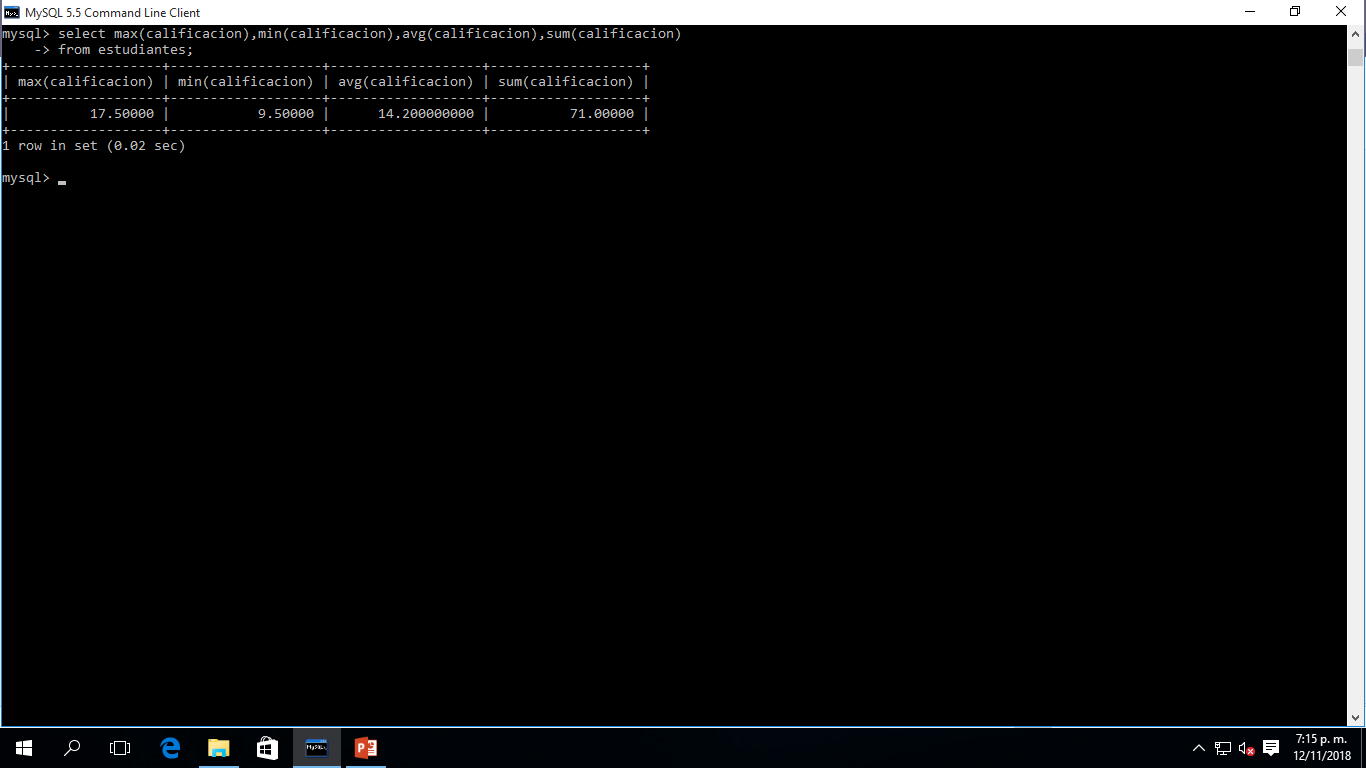 MySQL 5.5 Command Line Client
mysql> select max(calificacion),min(calificacion),avg(calificacion),sum(calificacion)
    -> from estudiantes;
+-------------------+-------------------+-------------------+-------------------+
| max(calificacion) | min(calificacion) | avg(calificacion) | sum(calificacion) |
+-------------------+-------------------+-------------------+-------------------+
|          17.50000 |           9.50000 |      14.200000000 |          71.00000 |
+-------------------+-------------------+-------------------+-------------------+
1 row in set (0.02 sec)
mysql>
7:15 p. m.
12/11/2018